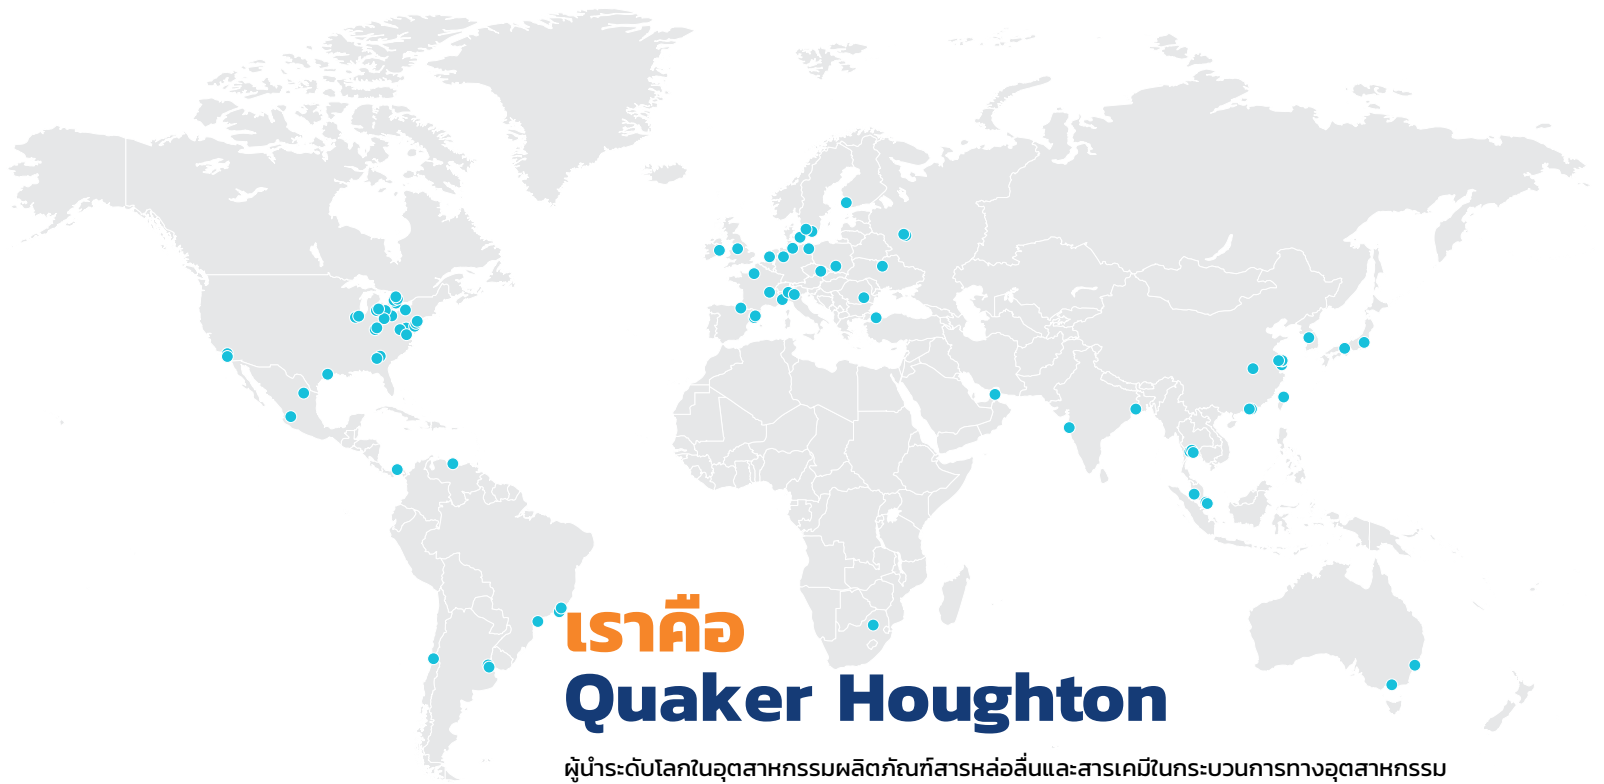 เราคือ
Quaker Houghton
ผู้นำระดับโลกในอุตสาหกรรมผลิตภัณฑ์สารหล่อลื่นและสารเคมีในกระบวนการทางอุตสาหกรรม